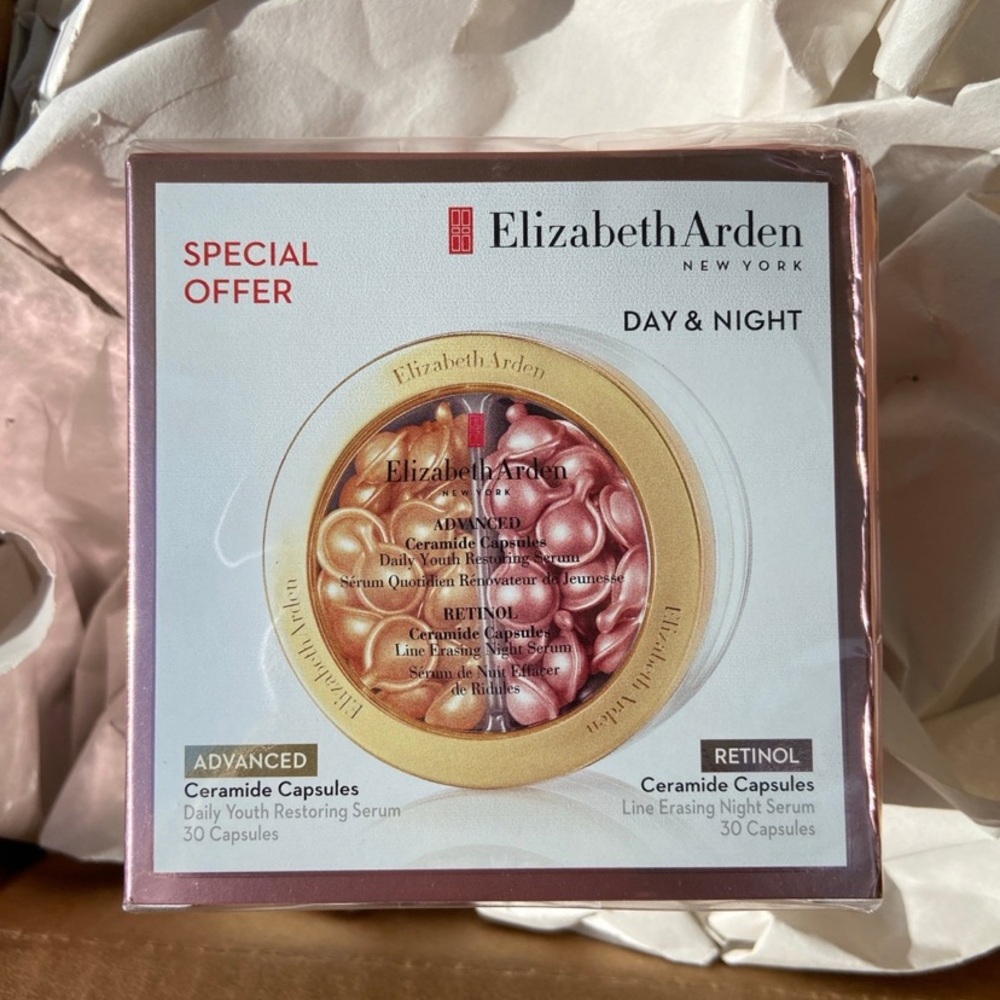 SPECIAL
OFFER
Elizabeth Arden
NEW YORK
DAY & NIGHT
Elizabeth Arden
Elizabeth Arden
NEW YORK
ADVANCED
Ceramide Capsules
Daily Youth Restoring Serum
Sérum Quotidien Rénovateur de Jeunesse
RETINOL
Ceramide Capsules
Line Erasing Night Serum
Sérum de Nuit Effacer
de Ridules
Elizabeth Arden
Elizabeth Arden
ADVANCED
Ceramide Capsules
Daily Youth Restoring Serum
30 Capsules
RETINOL
Ceramide Capsules
Line Erasing Night Serum
30 Capsules